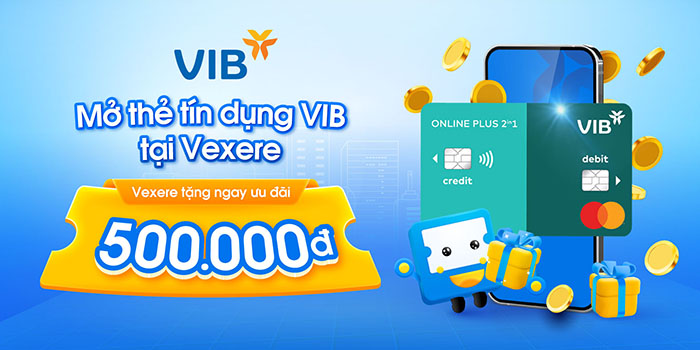 VIB
Mở thẻ tín dụng VIB
tại Vexere
Vexere tặng ngay ưu đãi
500.000đ
ONLINE PLUS 2in1
VIB
credit
debit